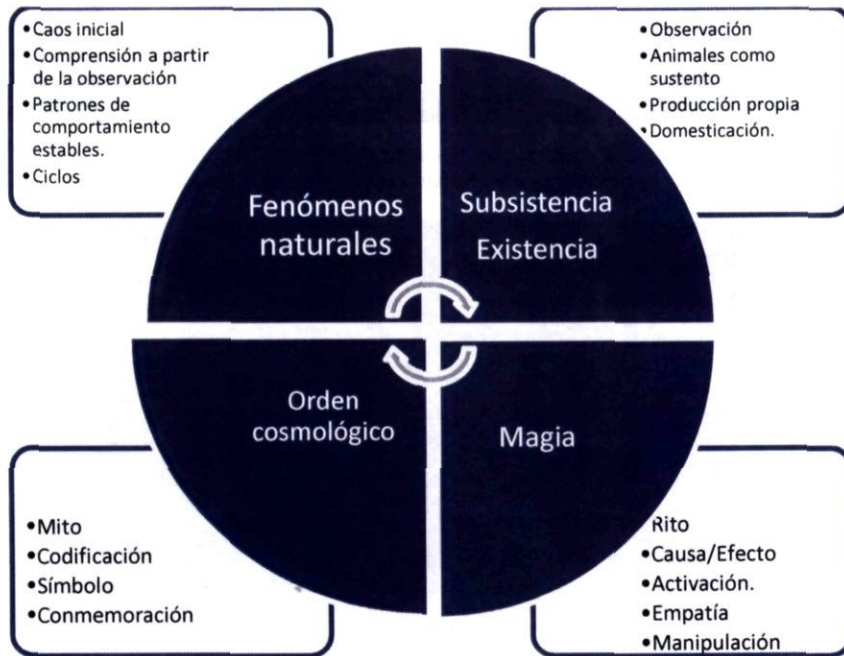 •Caos inicial
•Comprensión a partir
de la observación
•Patrones de
comportamiento
estables.
•Ciclos
•Observación
•Animales como
sustento
•Producción propia
•Domesticación.
Fenómenos
naturales
Subsistencia
Existencia
Orden
cosmológico
Magia
•Mito
•Codificación
•Símbolo
•Conmemoración
Rito
•Causa/Efecto
•Activación.
•Empatía
•Manipulación